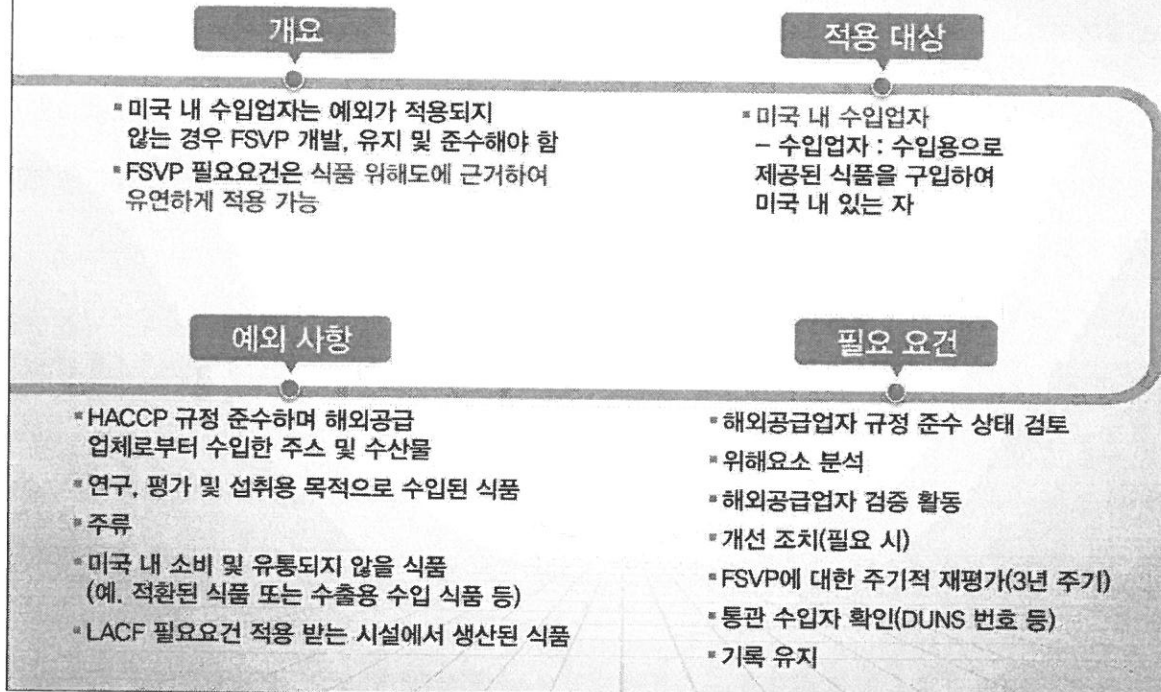 개요
미국 내 수입업자는 예외가 적용되지
않는 경우 FSVP 개발, 유지 및 준수해야 함
FSVP 필요요건은 식품 위해도에 근거하여
유연하게 적용 가능
적용 대상
미국 내 수입업자
– 수입업자 : 수입용으로
제공된 식품을 구입하여
미국 내 있는 자
예외 사항
HACCP 규정 준수하며 해외공급
업체로부터 수입한 주스 및 수산물
연구, 평가 및 섭취용 목적으로 수입된 식품
주류
미국 내 소비 및 유통되지 않을 식품
(예. 적환된 식품 또는 수출용 수입 식품 등)
LACF 필요요건 적용 받는 시설에서 생산된 식품
필요 요건
해외공급업자 규정 준수 상태 검토
위해요소 분석
해외공급업자 검증 활동
개선 조치(필요 시)
FSVP에 대한 주기적 재평가(3년 주기)
통관 수입자 확인(DUNS 번호 등)
기록 유지